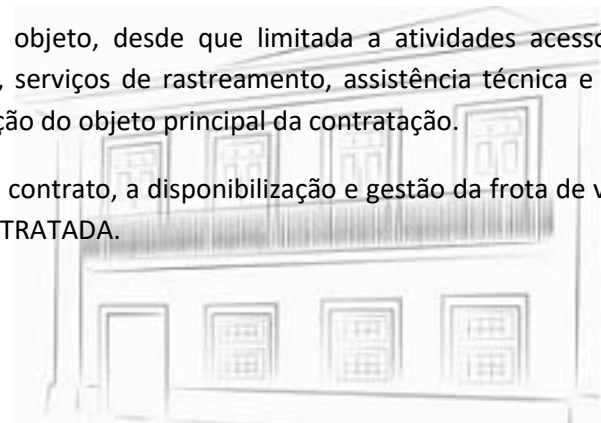 objeto, desde que limitada a atividades
, serviços de rastreamento, assistência técnica e
ção do objeto principal da contratação.
contrato, a disponibilização e gestão da frota de
TRATADA.